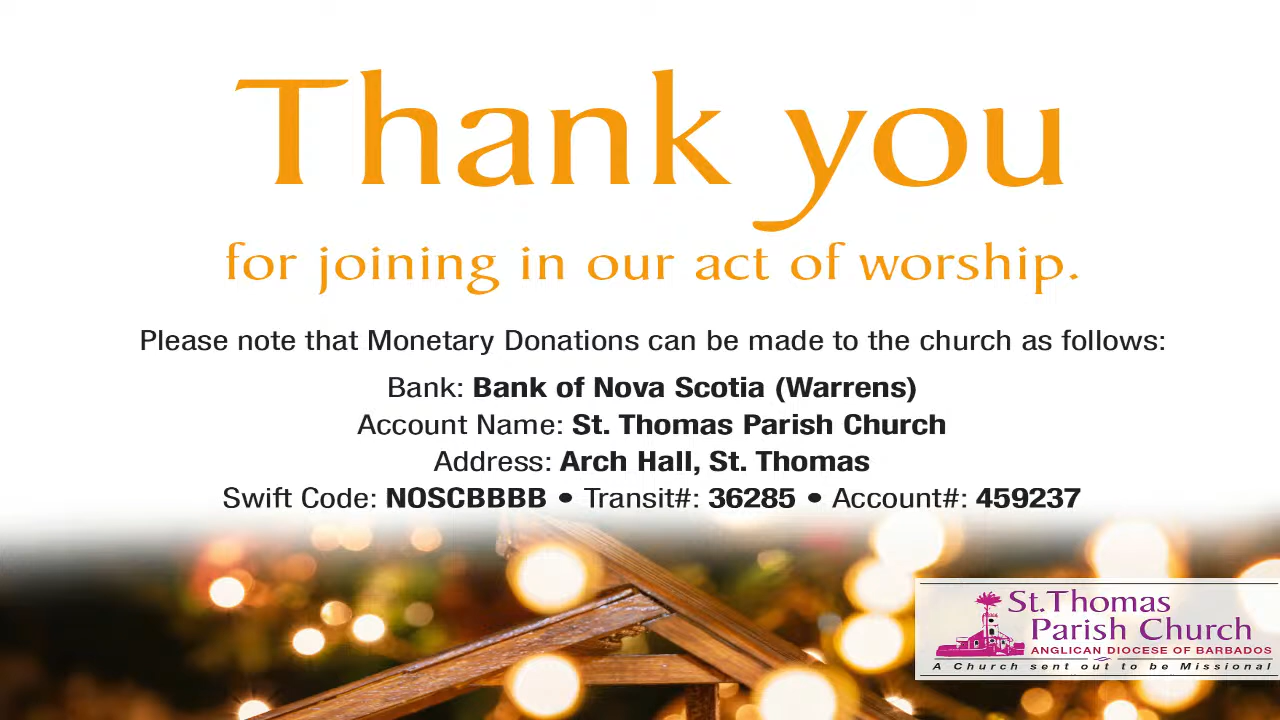 Thank you
for joining in our act of worship.
Please note that Monetary Donations can be made to the church as follows:
Bank: Bank of Nova Scotia (Warrens)
Account Name: St. Thomas Parish Church
Address: Arch Hall, St. Thomas
Swift Code: NOSCBBBB • Transit#: 36285 • Account#: 459237
St.Thomas
Parish Church
ANGLICAN DIOCESE OF BARBADOS
A Church sent out to be Missional